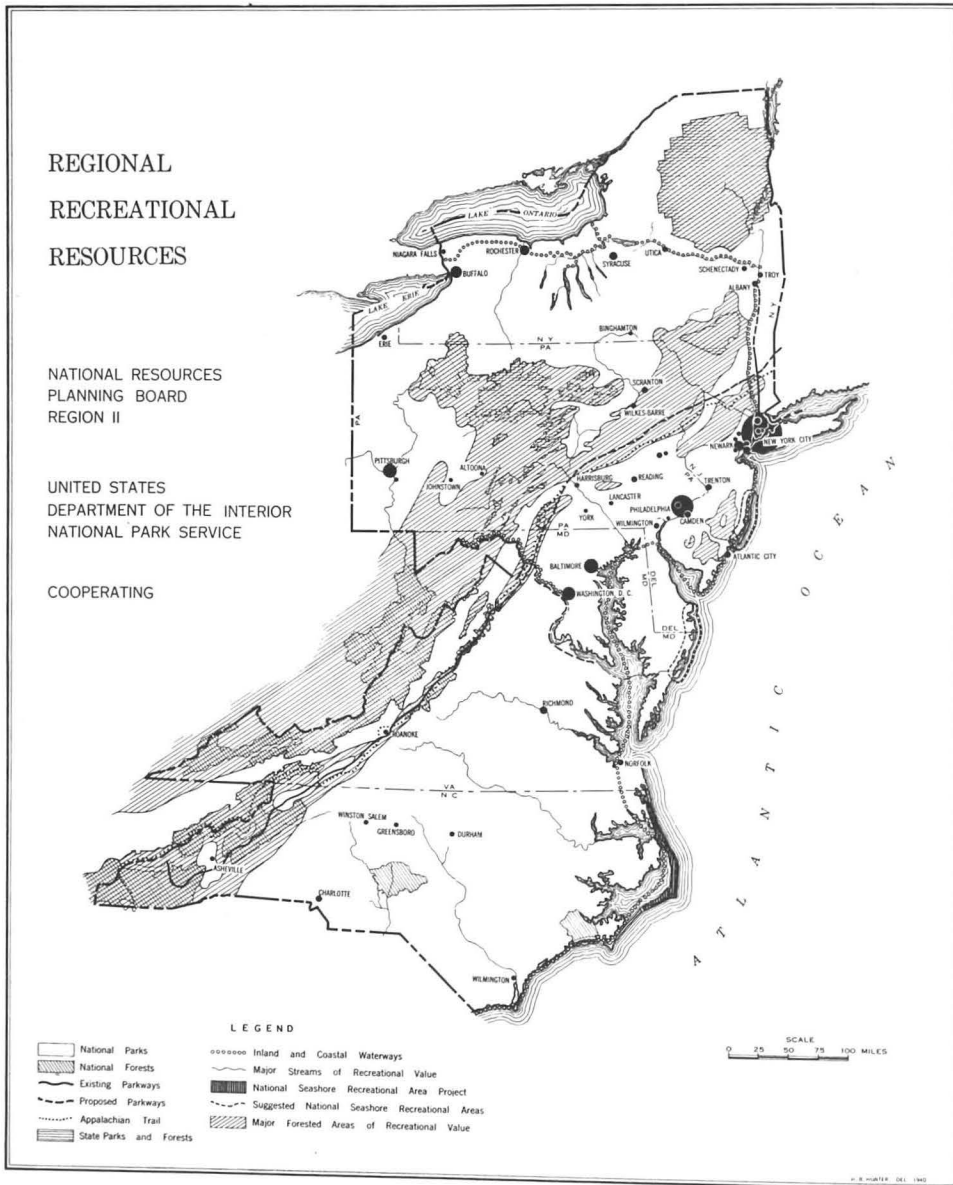 REGIONAL
RECREATIONAL
RESOURCES
NATIONAL RESOURCES
PLANNING BOARD
REGION II
UNITED STATES
DEPARTMENT OF THE INTERIOR
NATIONAL PARK SERVICE
COOPERATING
LAKE ONTARIO
NIAGARA FALLS
ROCHESTER
SYRACUSE
UTICA
SCHENECTADY
TROY
ALBANY
BUFFALO
LAKE ERIE
ERIE
BINGHAMTON
N Y
PA
N Y
SCRANTON
WILKES-BARRE
PA
NEWARK
NEW YORK CITY
PITTSBURGH
ALTOONA
JOHNSTOWN
HARRISBURG
READING
N J
PA
TRENTON
LANCASTER
PHILADELPHIA
YORK
WILMINGTON
CAMDEN
PA
MD
ATLANTIC CITY
BALTIMORE
DEL
MD
WASHINGTON, D. C.
DEL
MD
RICHMOND
ROANOKE
NORFOLK
VA
N C
WINSTON SALEM
GREENSBORO
DURHAM
ASHEVILLE
CHARLOTTE
WILMINGTON
ATLANTIC OCEAN
LEGEND
National Parks
National Forests
Existing Parkways
Proposed Parkways
Appalachian Trail
State Parks and Forests
Inland and Coastal Waterways
Major Streams of Recreational Value
National Seashore Recreational Area Project
Suggested National Seashore Recreational Areas
Major Forested Areas of Recreational Value
SCALE
0 25 50 75 100 MILES
H. B. HUNTER DEL. 1940